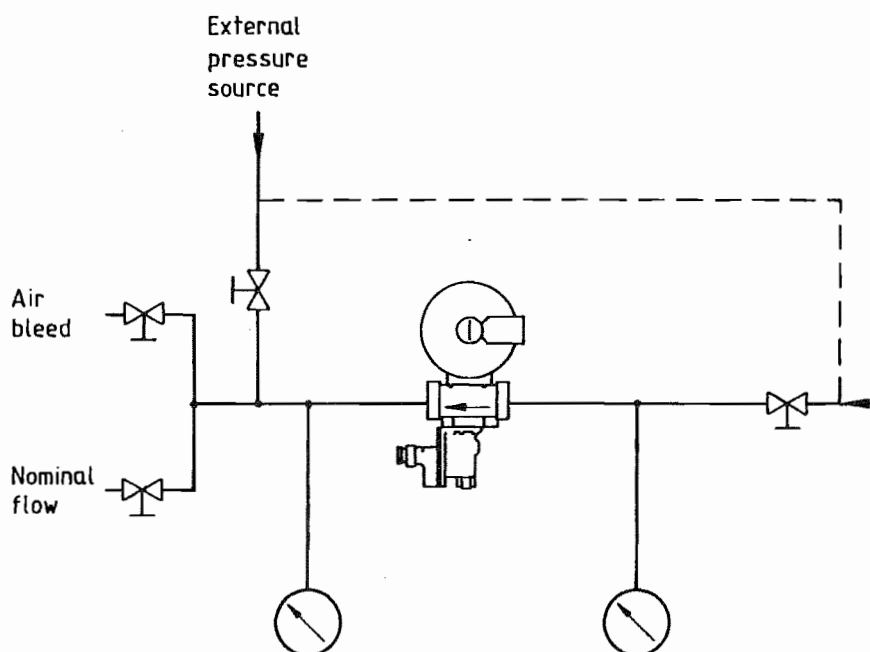 External
pressure
source
Air
bleed
Nominal
flow